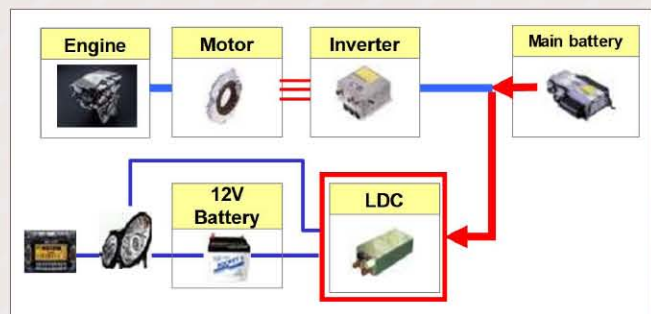 Engine
Motor
Inverter
Main battery
12V
Battery
LDC